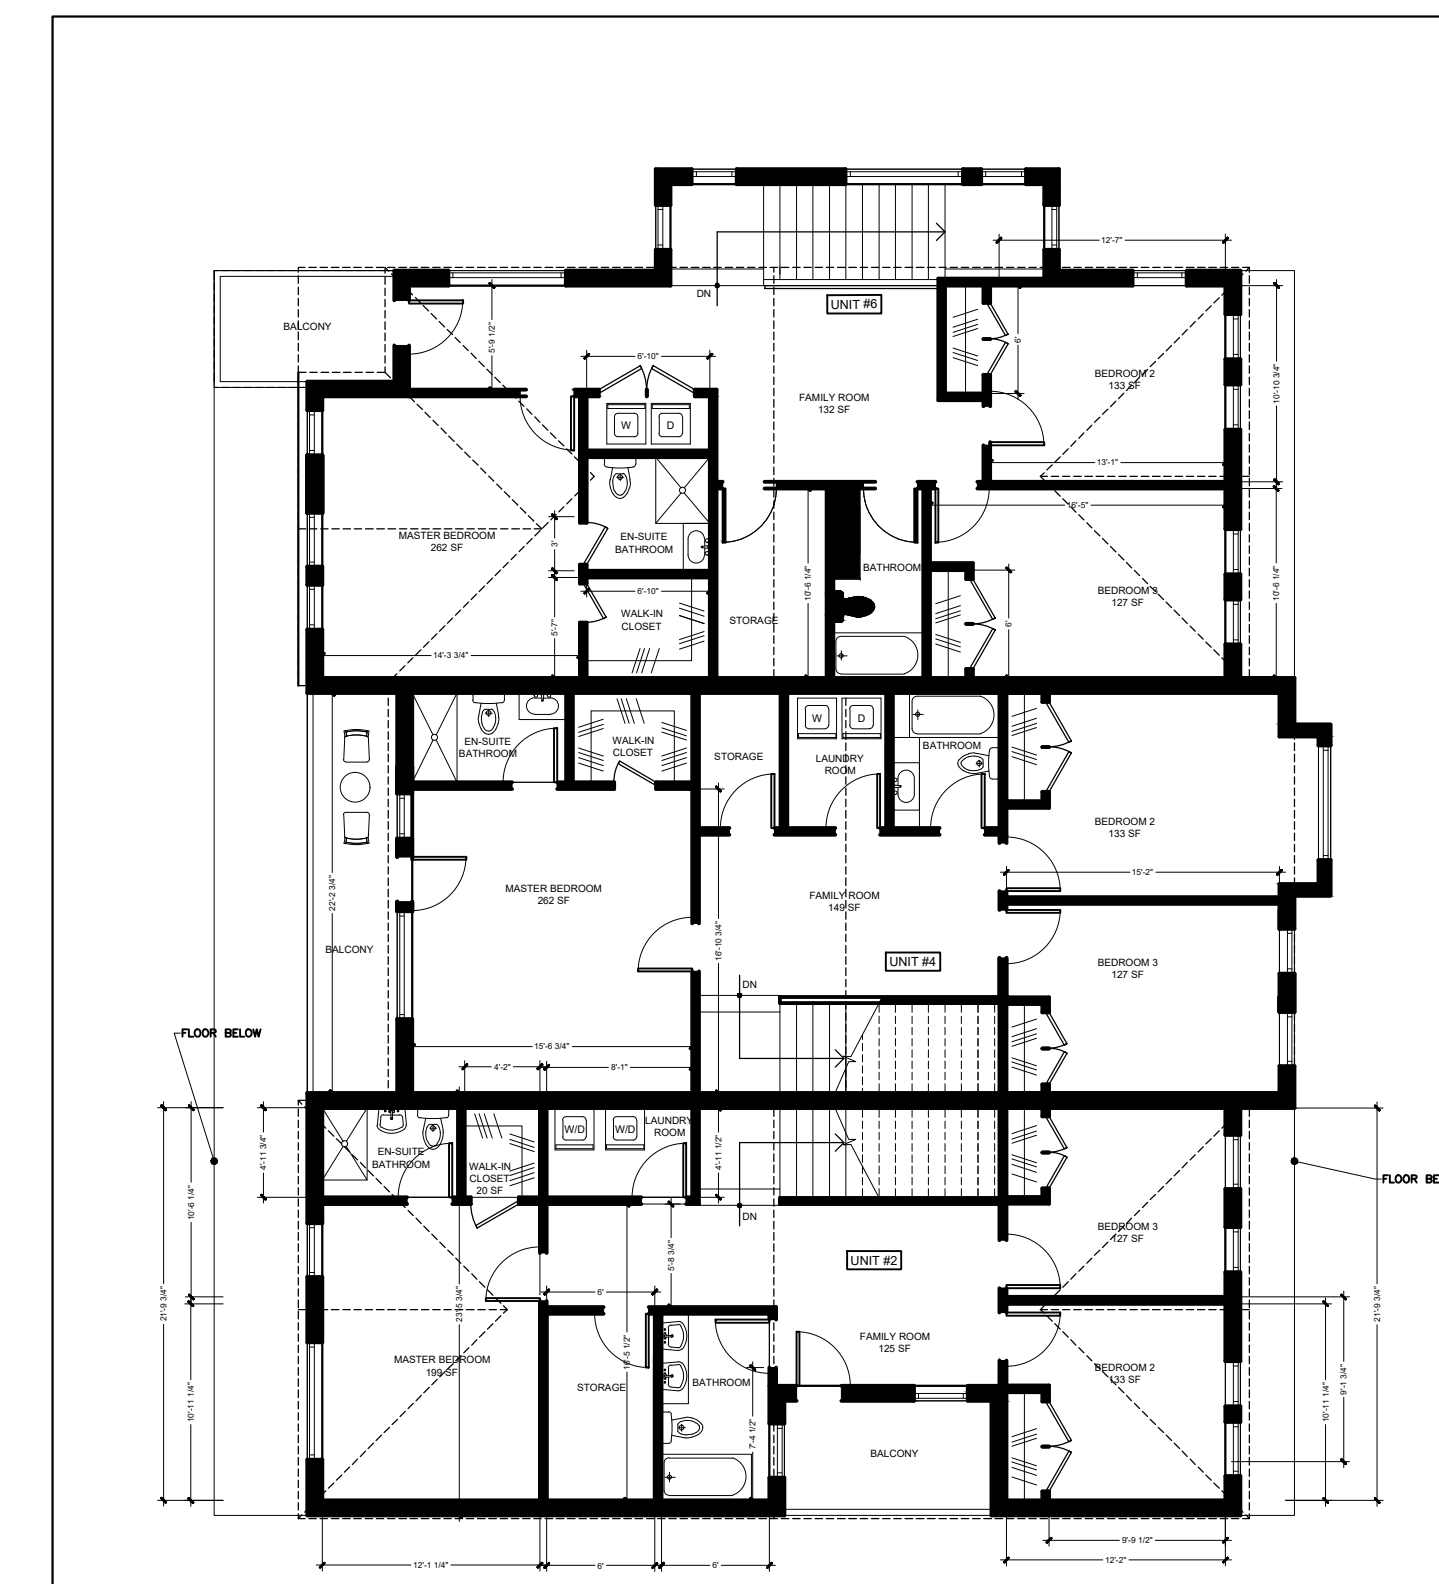 12'-7"
DN
UNIT #6
BALCONY
5'-9 1/2"
6'
6'-10"
BEDROOM 2
133 SF
10'-10 3/4"
FAMILY ROOM
132 SF
W
D
13'-1"
16'-5"
MASTER BEDROOM
262 SF
EN-SUITE
BATHROOM
3'
BATHROOM
10'-6 1/4"
10'-6 1/4"
6'-10"
BEDROOM 3
127 SF
WALK-IN
CLOSET
STORAGE
5'-7"
6'
14'-3 3/4"
EN-SUITE
BATHROOM
WALK-IN
CLOSET
STORAGE
W
D
LAUNDRY
ROOM
BATHROOM
BEDROOM 2
133 SF
15'-2"
22'-2 3/4"
MASTER BEDROOM
262 SF
FAMILY ROOM
149 SF
16'-10 3/4"
BALCONY
UNIT #4
BEDROOM 3
127 SF
DN
FLOOR BELOW
15'-6 3/4"
4'-2"
8'-1"
4'-11 3/4"
EN-SUITE
BATHROOM
WALK-IN
CLOSET
20 SF
W/D
W/D
LAUNDRY
ROOM
4'-11 1/2"
FLOOR BE
10'-6 1/4"
DN
BEDROOM 3
127 SF
5'-8 3/4"
UNIT #2
21'-9 3/4"
23'-5 3/4"
6'
21'-9 3/4"
FAMILY ROOM
125 SF
MASTER BEDROOM
199 SF
STORAGE
BATHROOM
BEDROOM 2
133 SF
10'-11 1/4"
7'-4 1/2"
BALCONY
10'-11 1/4"
9'-1 3/4"
9'-9 1/2"
12'-1 1/4"
6'
6'
12'-2"